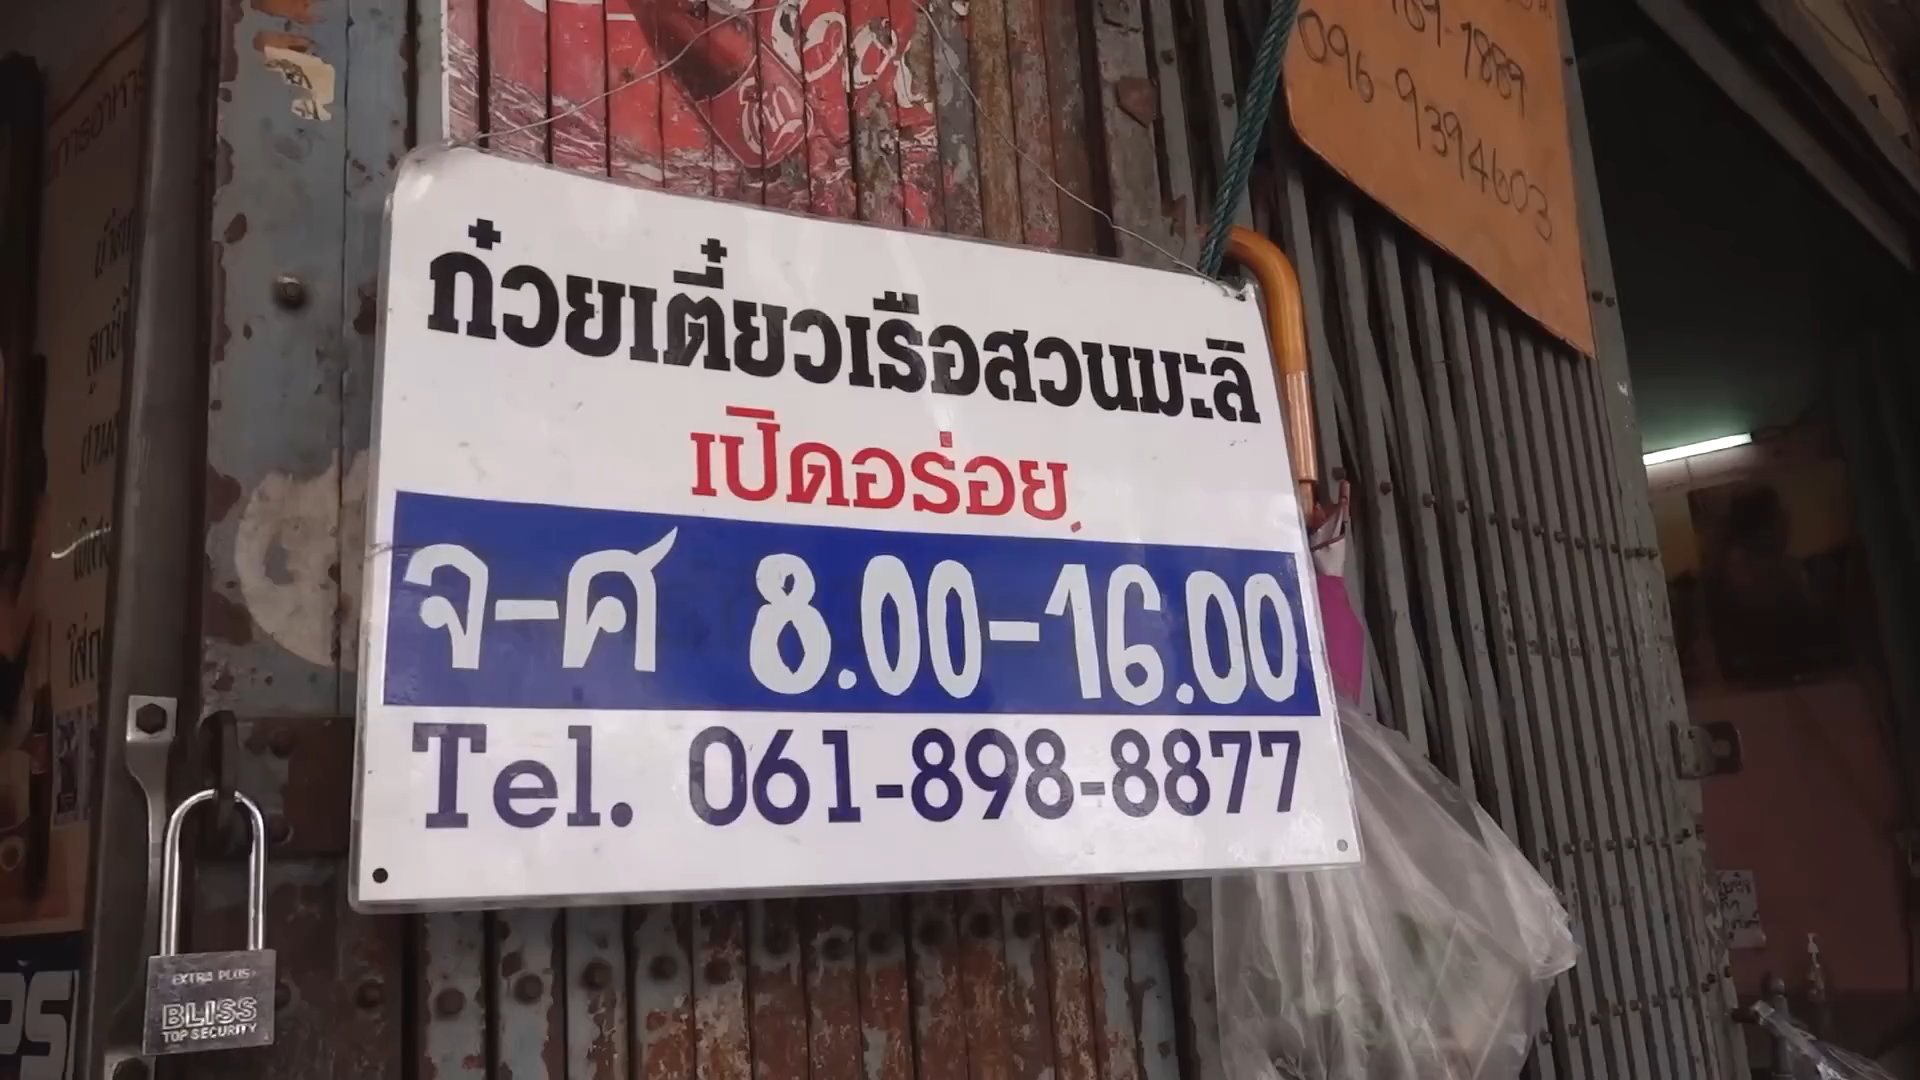 ก๋วยเตี๋ยวเรือสวนมะลิ
เปิดอร่อย
จ-ศ 8.00-16.00
Tel. 061-898-8877
1889
096-9394603
EXTRA PLUS
BLISS
TOP SECURITY